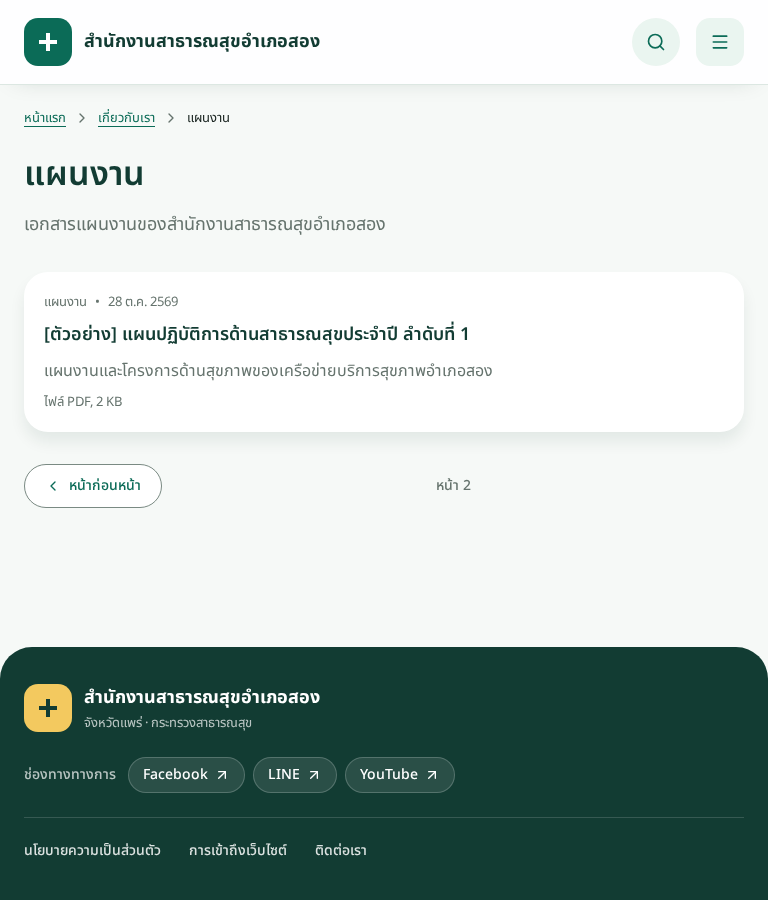 สำนักงานสาธารณสุขอำเภอสอง
หน้าแรก > เกี่ยวกับเรา > แผนงาน
แผนงาน
เอกสารแผนงานของสำนักงานสาธารณสุขอำเภอสอง
แผนงาน • 28 ต.ค. 2569
[ตัวอย่าง] แผนปฏิบัติการด้านสาธารณสุขประจำปี ลำดับที่ 1
แผนงานและโครงการด้านสุขภาพของเครือข่ายบริการสุขภาพอำเภอสอง
ไฟล์ PDF, 2 KB
หน้าก่อนหน้า หน้า 2
สำนักงานสาธารณสุขอำเภอสอง
จังหวัดแพร่ · กระทรวงสาธารณสุข
ช่องทางทางการ Facebook LINE YouTube
นโยบายความเป็นส่วนตัว การเข้าถึงเว็บไซต์ ติดต่อเรา